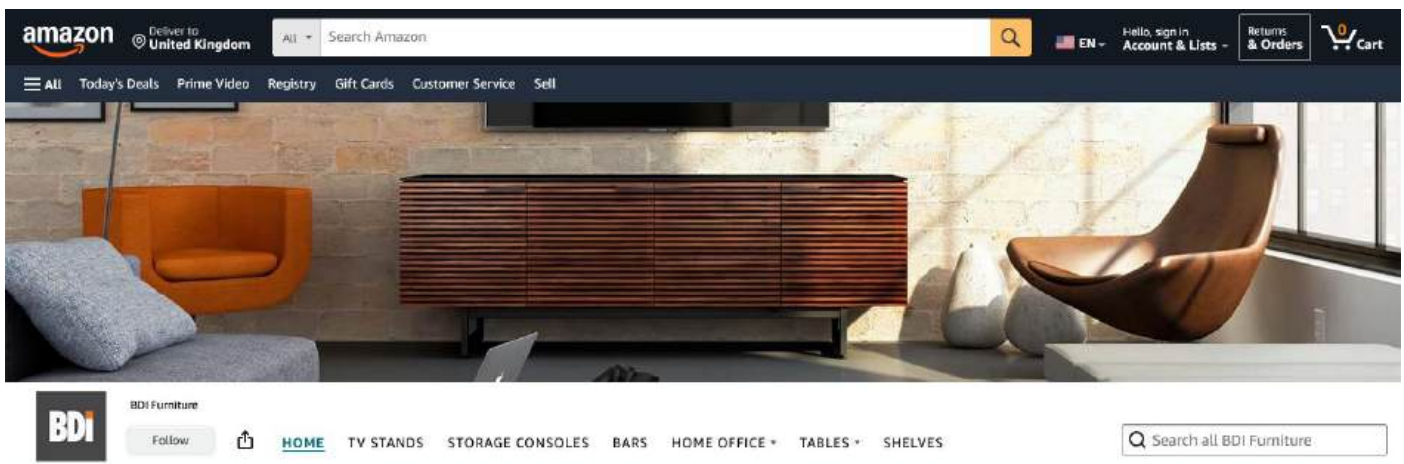 amazon
Deliver to
United Kingdom
All
Search Amazon
EN
Hello, sign in
Account & Lists
Returns
& Orders
0
Cart
All Today's Deals Prime Video Registry Gift Cards Customer Service Sell
BDi
BDI Furniture
Follow
HOME TV STANDS STORAGE CONSOLES BARS HOME OFFICE TABLES SHELVES
Search all BDI Furniture